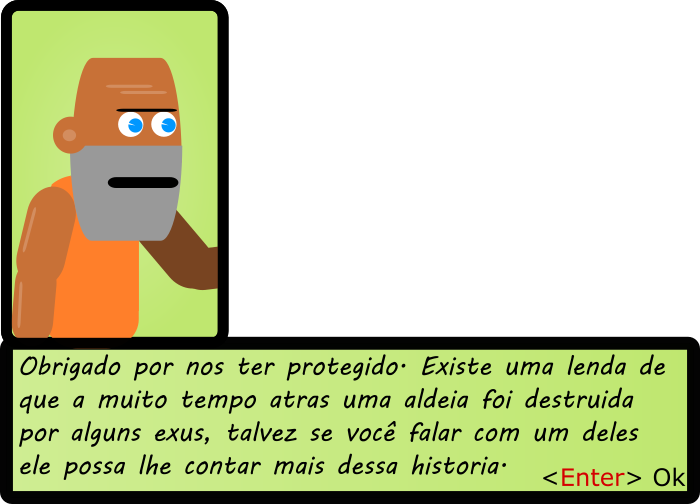 Obrigado por nos ter protegido. Existe uma lenda de
que a muito tempo atras uma aldeia foi destruida
por alguns exus, talvez se você falar com um deles
ele possa lhe contar mais dessa historia.
<Enter> Ok